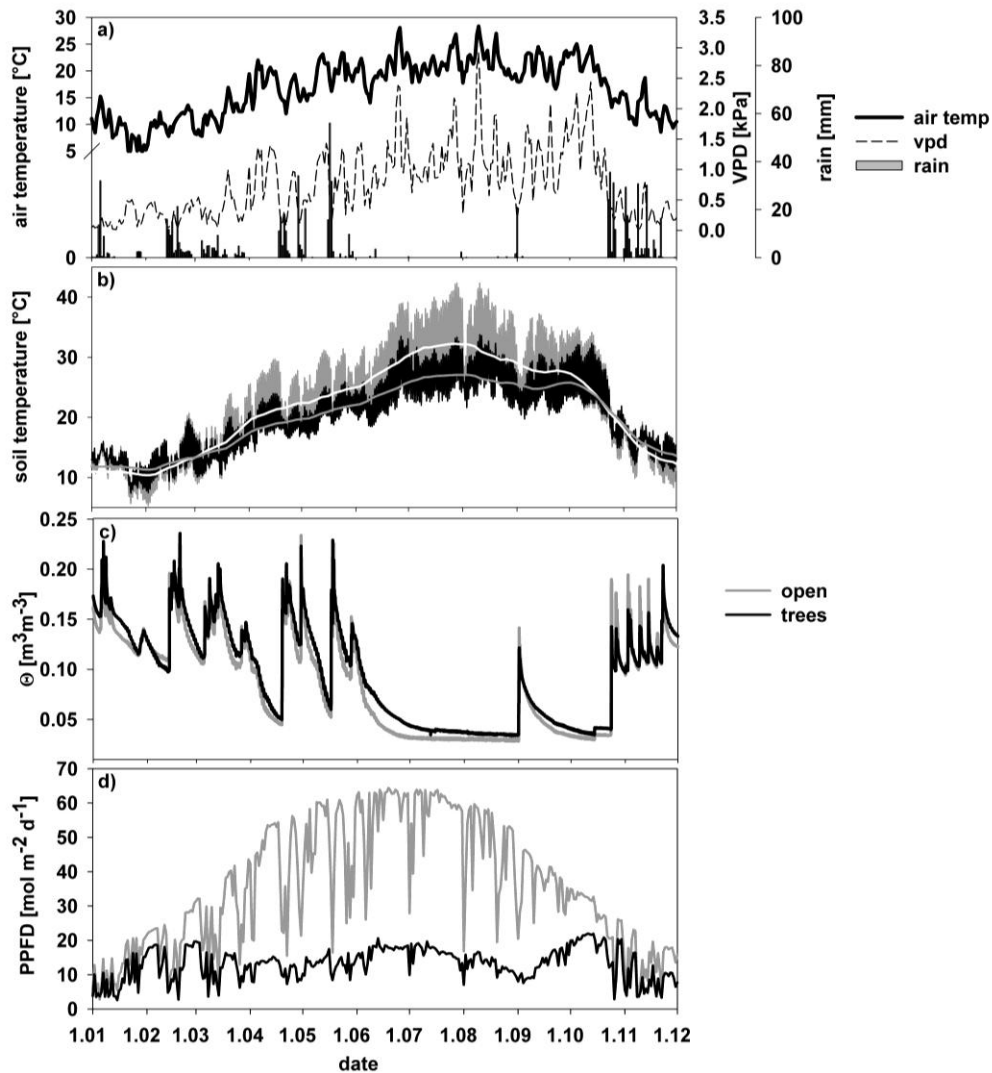 a)
air temperature [°C]
30
25
20
15
10
5
0
VPD [kPa]
3.5
3.0
2.5
2.0
1.5
1.0
0.5
0.0
rain [mm]
100
80
60
40
20
0
air temp
vpd
rain
b)
soil temperature [°C]
40
30
20
10
c)
Θ [m³m⁻³]
0.25
0.20
0.15
0.10
0.05
open
trees
d)
PPFD [mol m⁻² d⁻¹]
70
60
50
40
30
20
10
0
1.01 1.02 1.03 1.04 1.05 1.06 1.07 1.08 1.09 1.10 1.11 1.12
date